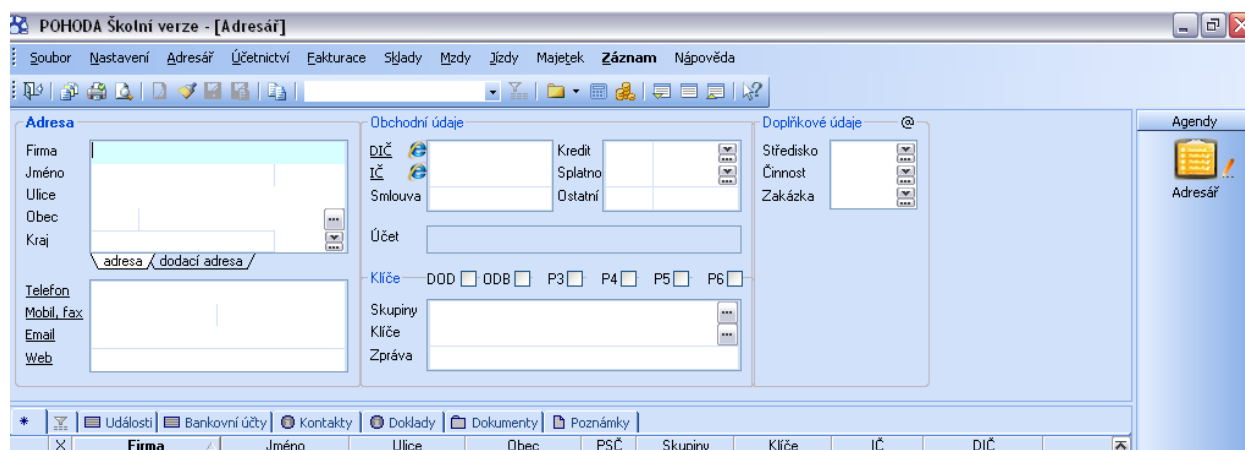 POHODA Školní verze - [Adresář]
Soubor Nastavení Adresář Účetnictví Fakturace Sklady Mzdy Jízdy Majetek Záznam Nápověda
Adresa Obchodní údaje Doplňkové údaje @ Agendy
Firma DIČ Kredit Středisko
Jméno IČ Splatno Činnost
Ulice Smlouva Ostatní Zakázka Adresář
Obec
Kraj Účet
adresa dodací adresa
Klíče DOD ODB P3 P4 P5 P6
Telefon
Mobil, fax Skupiny
Email Klíče
Web Zpráva
* Události Bankovní účty Kontakty Doklady Dokumenty Poznámky
X Firma Jméno Ulice Obec PSČ Skupiny Klíče IČ DIČ